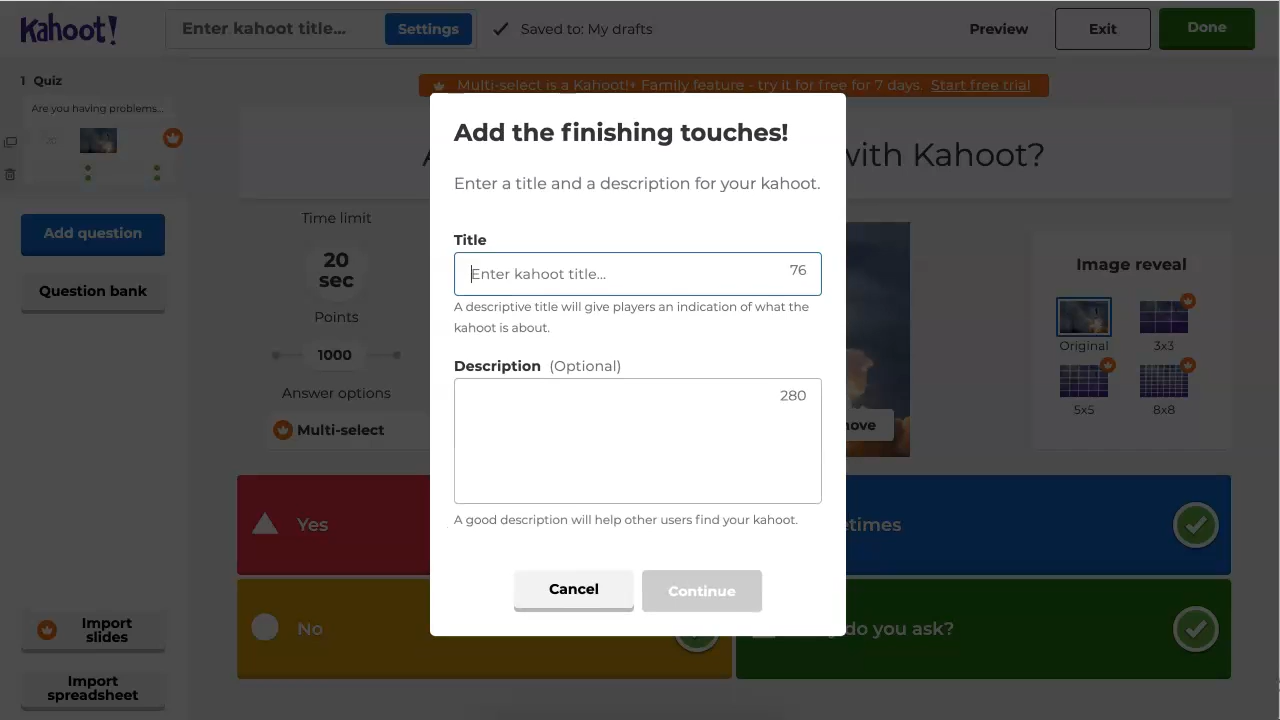 Kahoot!
Enter kahoot title...
Settings
Saved to: My drafts
Preview
Exit
Done
1 Quiz
Are you having problems...
Multi-select is a Kahoot!+ Family feature - try it for free for 7 days. Start free trial
with Kahoot?
Add question
Question bank
Import slides
Import spreadsheet
Time limit
20
sec
Points
1000
Answer options
Multi-select
Add the finishing touches!
Enter a title and a description for your kahoot.
Title
Enter kahoot title...
76
A descriptive title will give players an indication of what the
kahoot is about.
Description (Optional)
280
A good description will help other users find your kahoot.
Cancel
Continue
Image reveal
Original
3x3
5x5
8x8
Yes
No
do you ask?